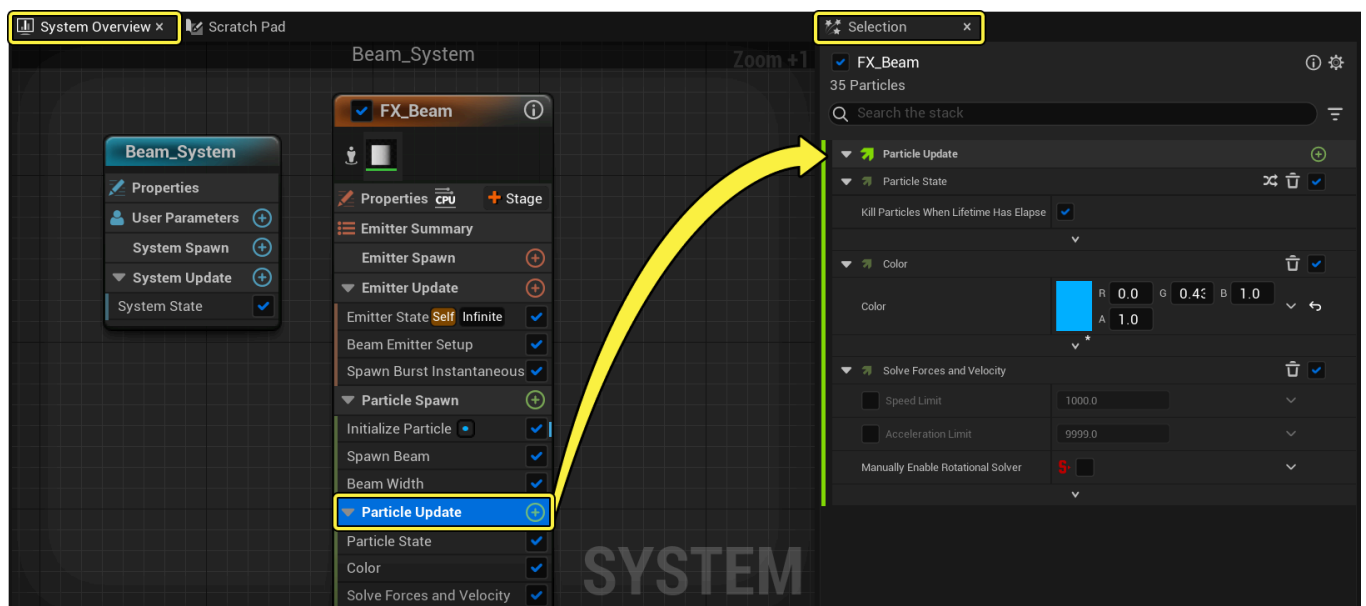 System Overview ×
Scratch Pad
Selection ×
Beam_System
Zoom +1
FX_Beam
35 Particles
Search the stack
Beam_System
Properties
User Parameters
System Spawn
System Update
System State
FX_Beam
Properties CPU + Stage
Emitter Summary
Emitter Spawn
Emitter Update
Emitter State Self Infinite
Beam Emitter Setup
Spawn Burst Instantaneous
Particle Spawn
Initialize Particle
Spawn Beam
Beam Width
Particle Update
Particle State
Color
Solve Forces and Velocity
SYSTEM
Particle Update
Particle State
Kill Particles When Lifetime Has Elapse
Color
Color R 0.0 G 0.43 B 1.0
A 1.0
*
Solve Forces and Velocity
Speed Limit 1000.0
Acceleration Limit 9999.0
Manually Enable Rotational Solver